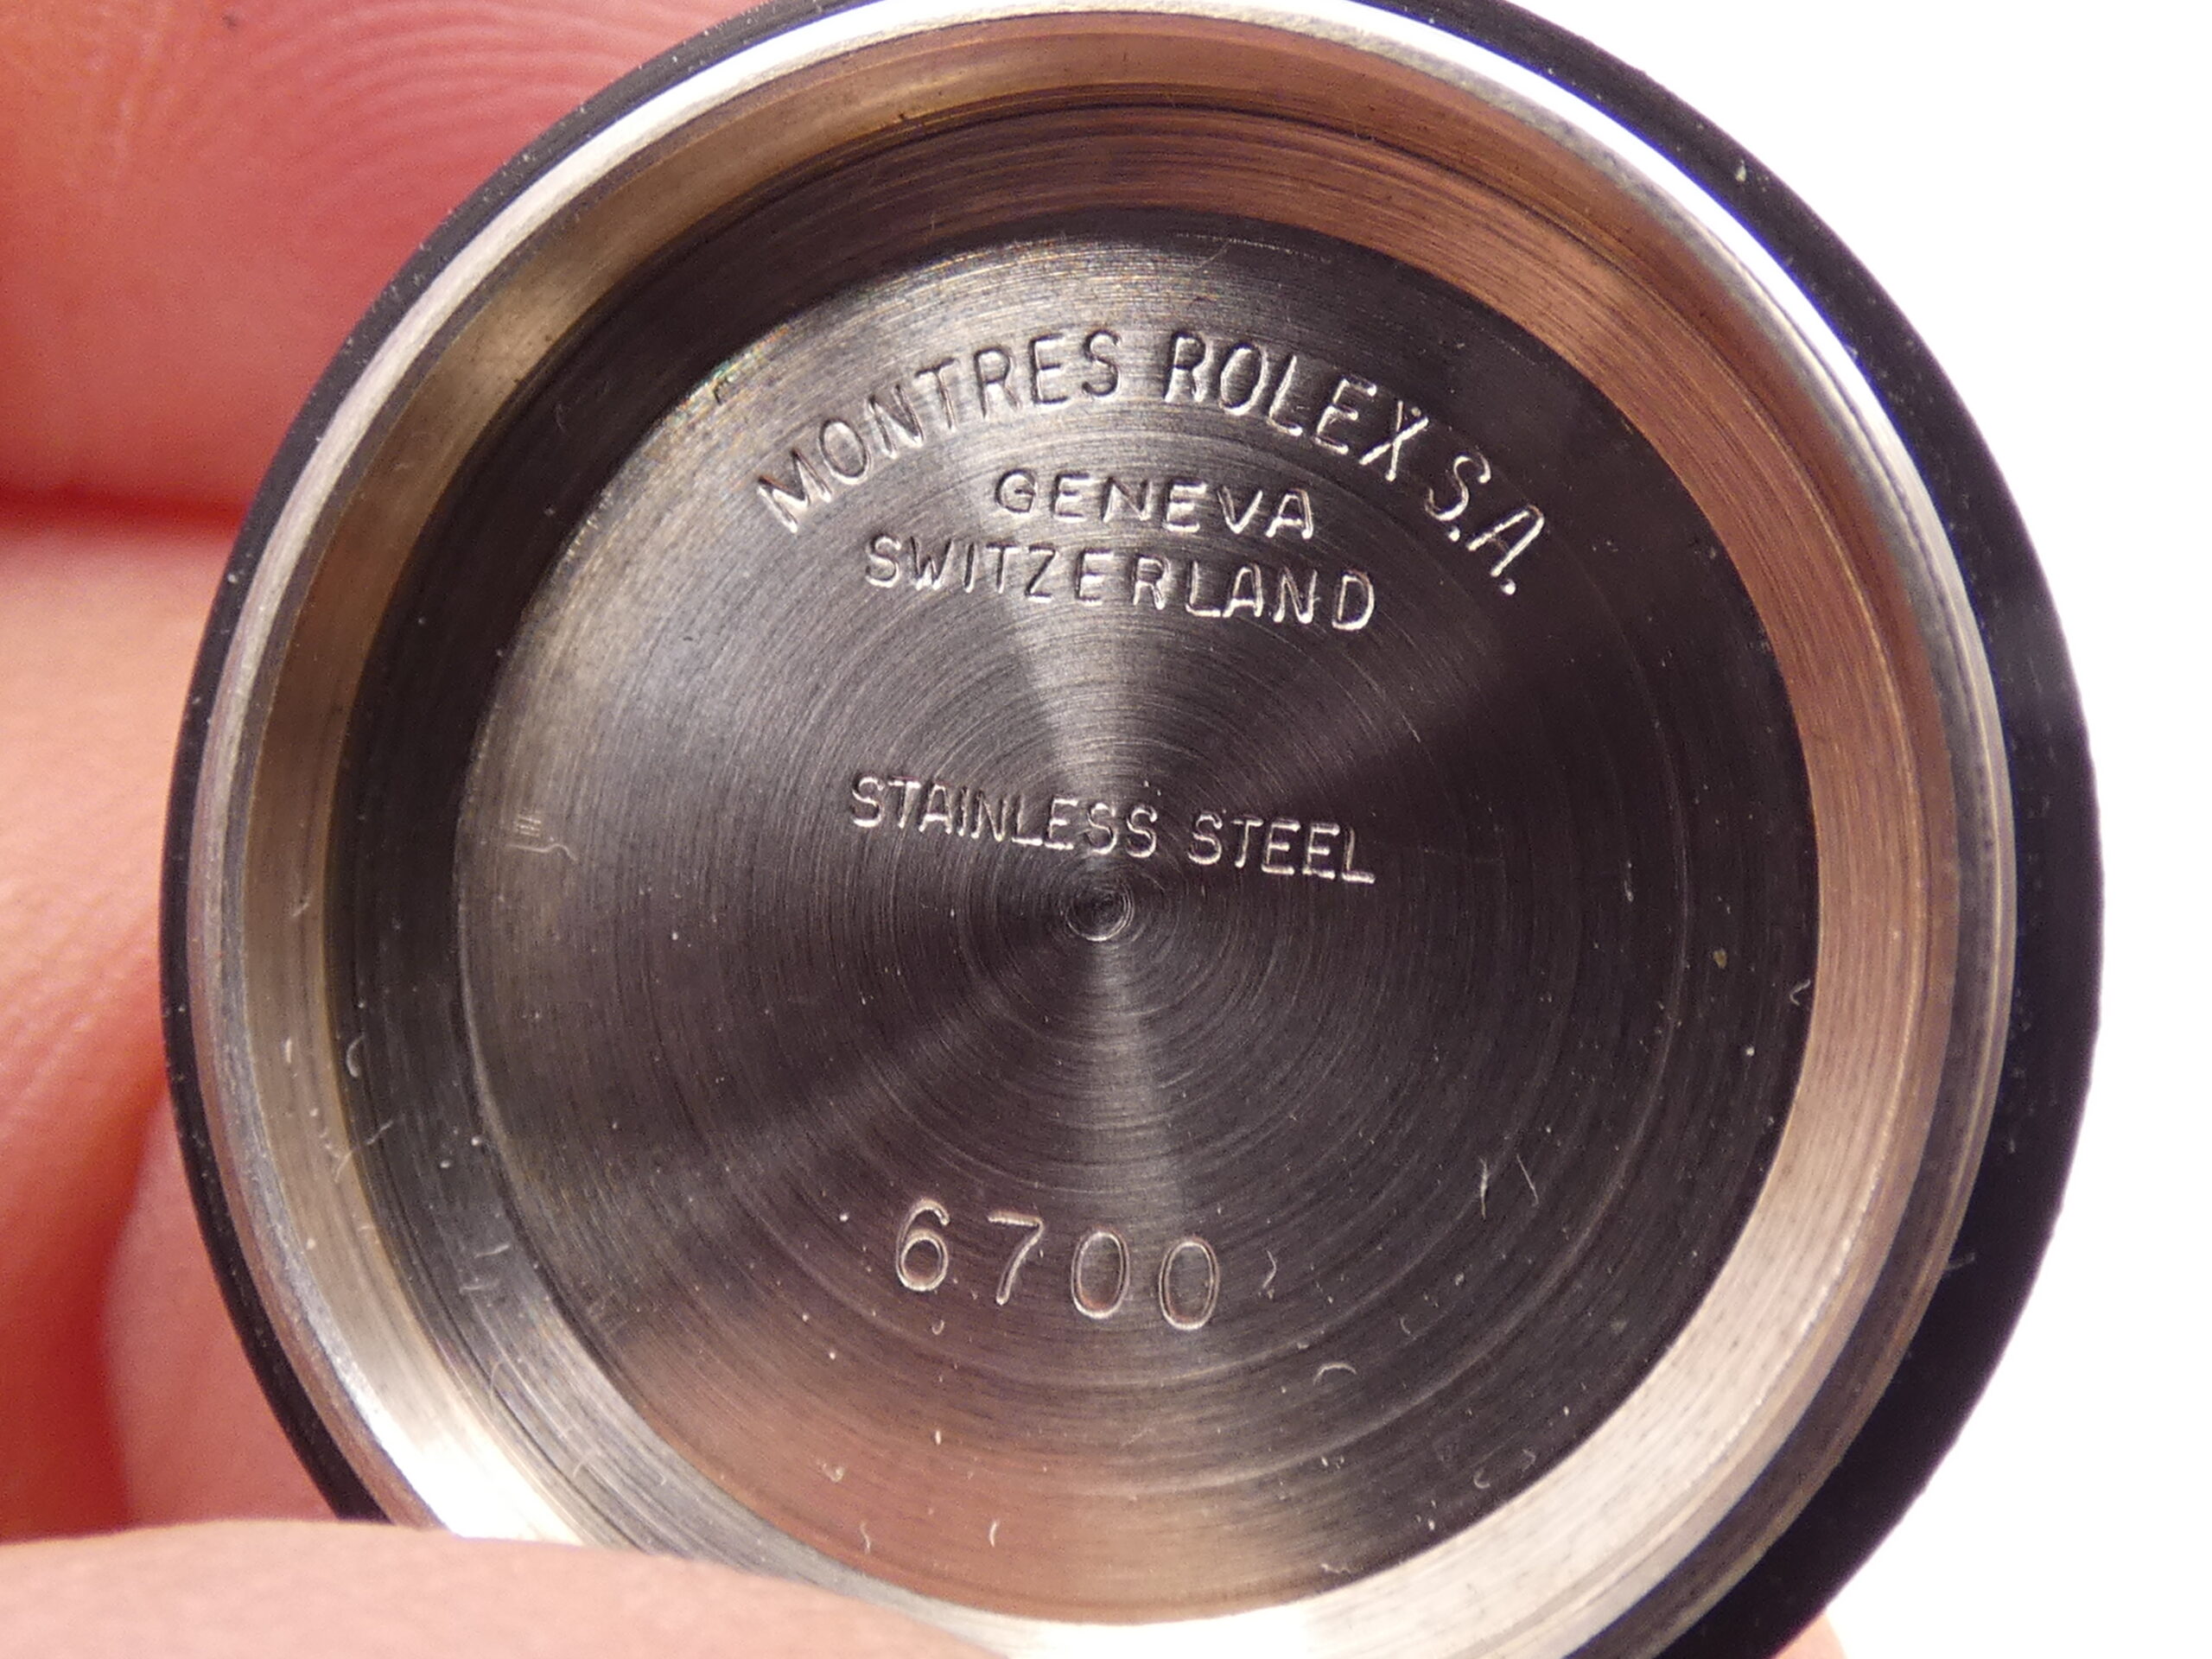 MONTRES ROLEX S.A.
GENEVA
SWITZERLAND
STAINLESS STEEL
6700